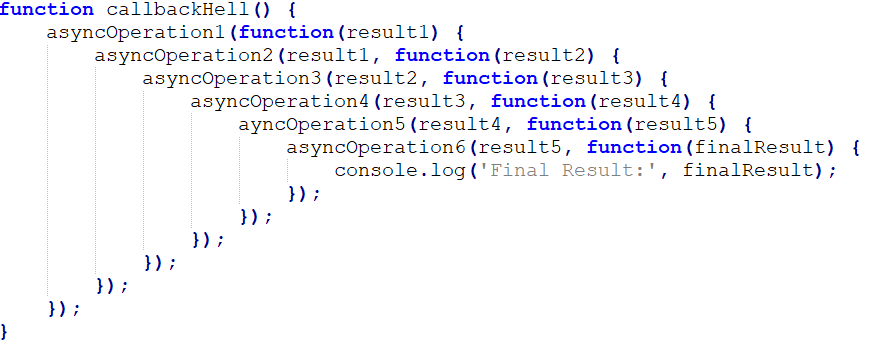 function callbackHell() {
    asyncOperation1(function(result1) {
        asyncOperation2(result1, function(result2) {
            asyncOperation3(result2, function(result3) {
                asyncOperation4(result3, function(result4) {
                    ayncOperation5(result4, function(result5) {
                        asyncOperation6(result5, function(finalResult) {
                            console.log('Final Result:', finalResult);
                        });
                    });
                });
            });
        });
    });
}